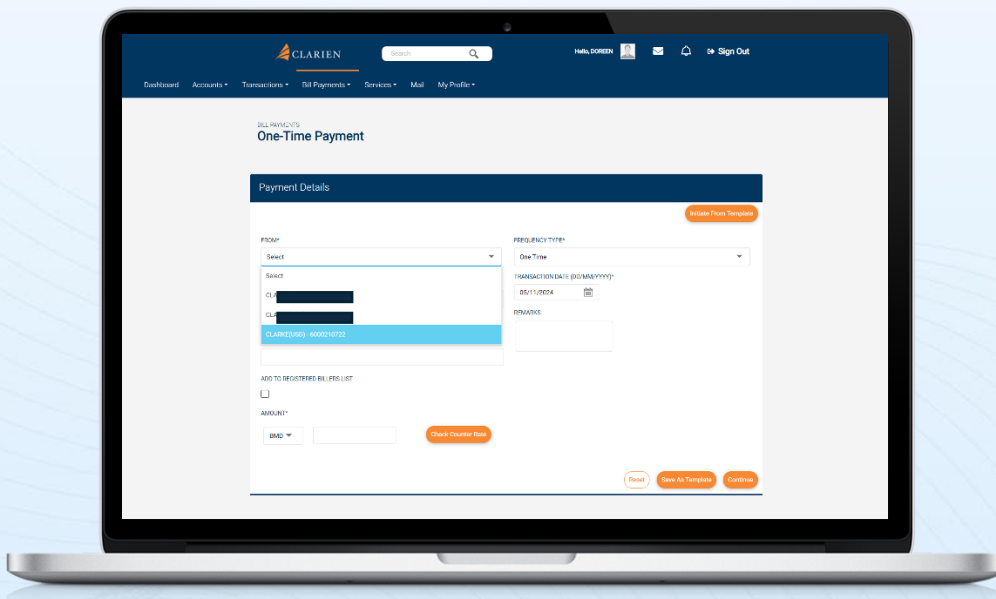 CLARIEN
Search
Hello, DOREEN
Sign Out
Dashboard Accounts Transactions Bill Payments Services Mail My Profile
BILL PAYMENTS
One-Time Payment
Payment Details
Initiate From Template
FROM*
FREQUENCY TYPE*
Select
One Time
Select
TRANSACTION DATE (DD/MM/YYYY)*
CLA
08/11/2024
CLA
REMARKS
CLARKE(USD) - 6000210722
ADD TO REGISTERED BILLERS LIST
AMOUNT*
BMD
Check Counter Rate
Reset Save As Template Continue